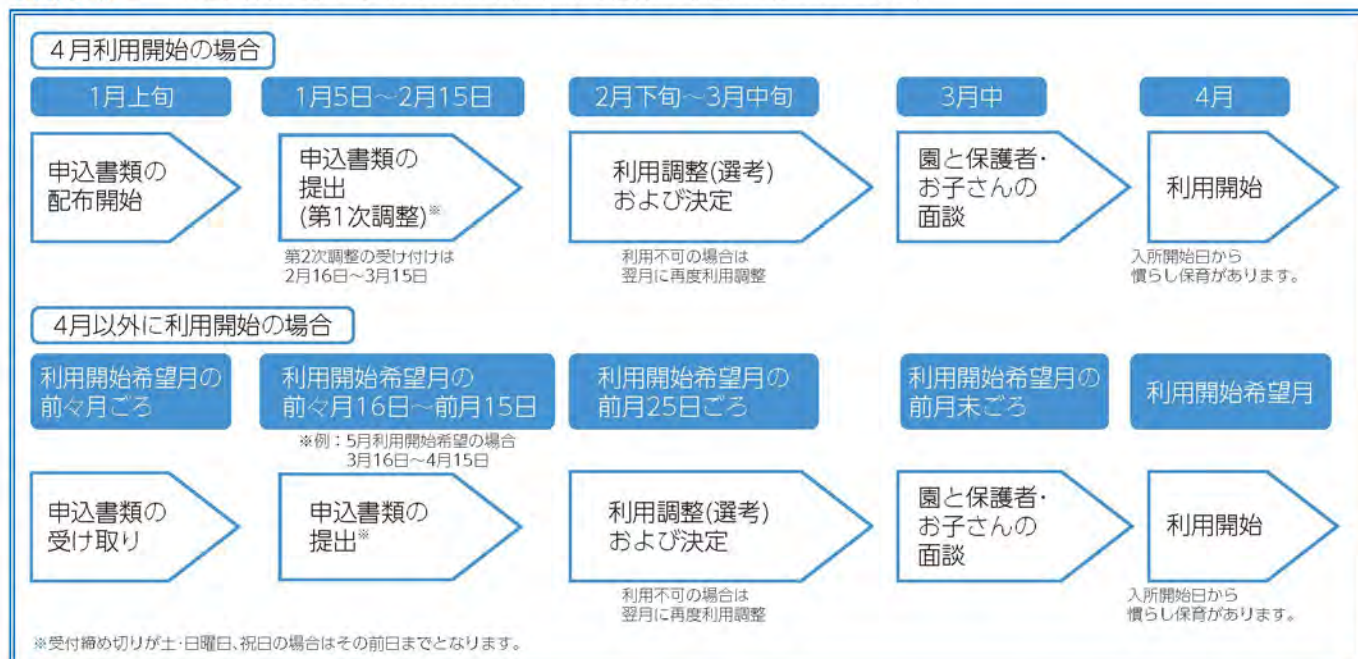 4月利用開始の場合
1月上旬
1月5日～2月15日
2月下旬～3月中旬
3月中
4月
申込書類の
配布開始
申込書類の
提出
(第1次調整)※
第2次調整の受け付けは
2月16日～3月15日
利用調整(選考)
および決定
利用不可の場合は
翌月に再度利用調整
園と保護者・
お子さんの
面談
利用開始
入所開始日から
慣らし保育があります。
4月以外に利用開始の場合
利用開始希望月の
前々月ごろ
利用開始希望月の
前々月16日～前月15日
※例：5月利用開始希望の場合
3月16日～4月15日
利用開始希望月の
前月25日ごろ
利用開始希望月の
前月末ごろ
利用開始希望月
申込書類の
受け取り
申込書類の
提出※
利用調整(選考)
および決定
利用不可の場合は
翌月に再度利用調整
園と保護者・
お子さんの
面談
利用開始
入所開始日から
慣らし保育があります。
※受付締め切りが土・日曜日、祝日の場合はその前日までとなります。